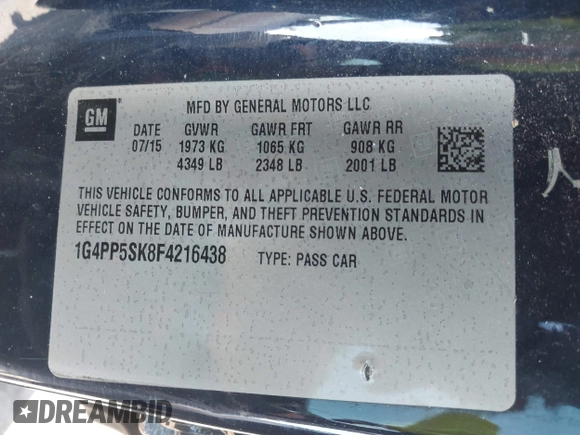 GM
MFD BY GENERAL MOTORS LLC
DATE GVWR GAWR FRT GAWR RR
07/15 1973 KG 1065 KG 908 KG
4349 LB 2348 LB 2001 LB
THIS VEHICLE CONFORMS TO ALL APPLICABLE U.S. FEDERAL MOTOR
VEHICLE SAFETY, BUMPER, AND THEFT PREVENTION STANDARDS IN
EFFECT ON THE DATE OF MANUFACTURE SHOWN ABOVE.
1G4PP5SK8F4216438 TYPE: PASS CAR
DREAMBID